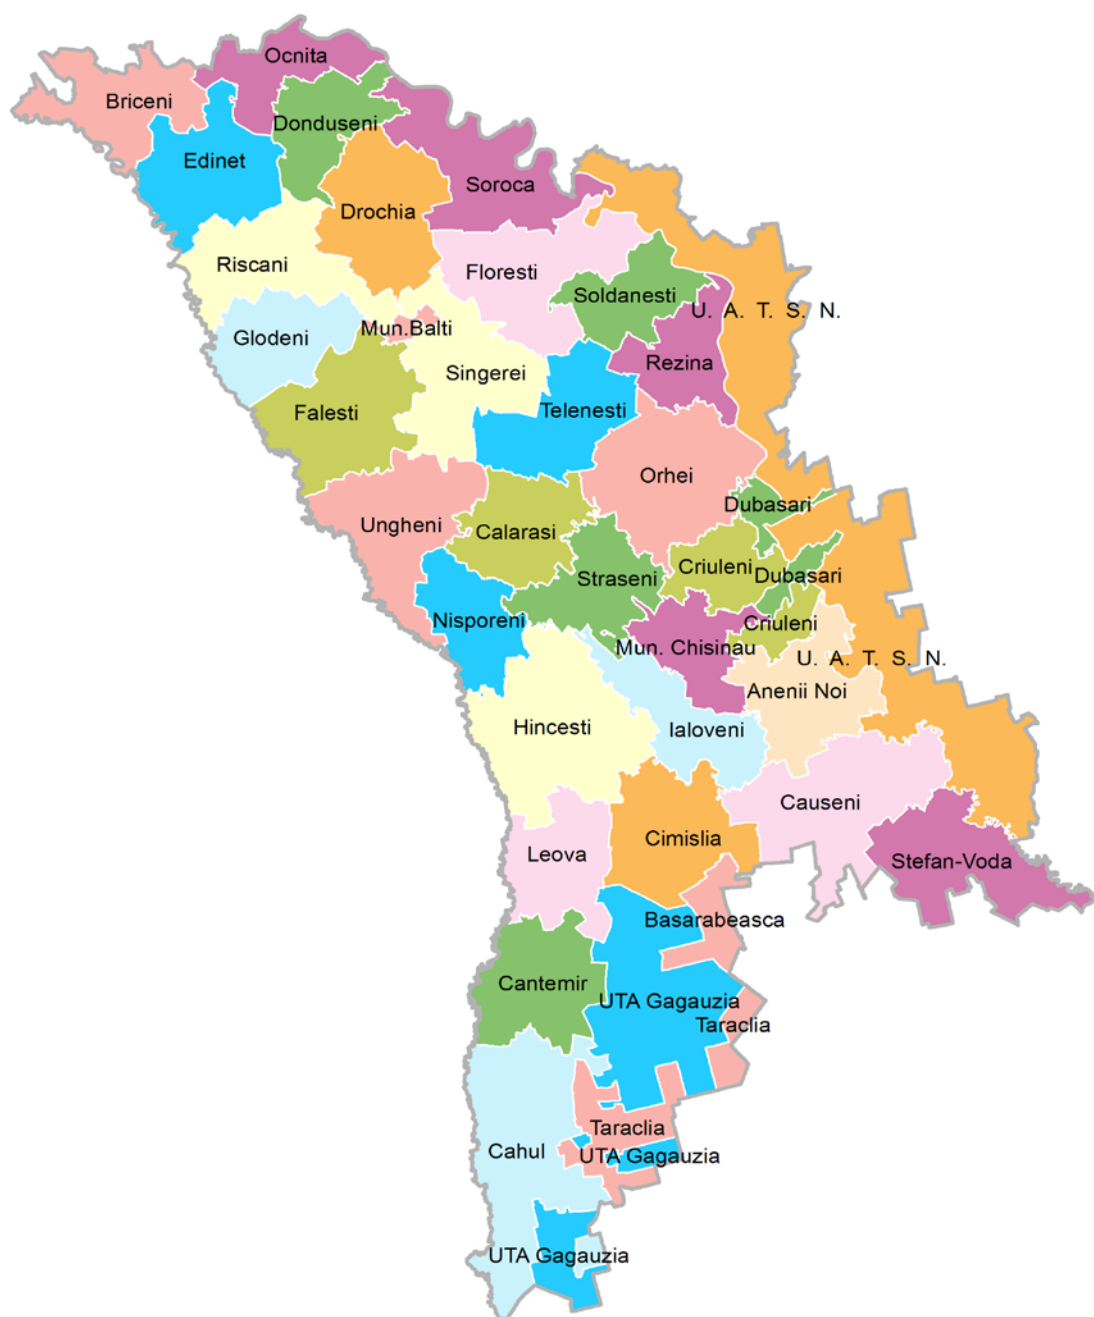 Ocnita
Briceni
Donduseni
Edinet
Soroca
Drochia
Riscani
Floresti
Soldanesti
U. A. T. S. N.
Mun.Balti
Glodeni
Rezina
Singerei
Falesti
Telenesti
Orhei
Dubasari
Ungheni
Calarasi
Criuleni
Dubasari
Straseni
Nisporeni
Criuleni
Mun. Chisinau
U. A. T. S. N.
Anenii Noi
Hincesti
Ialoveni
Causeni
Cimislia
Leova
Stefan-Voda
Basarabeasca
Cantemir
UTA Gagauzia
Taraclia
Taraclia
Cahul
UTA Gagauzia
UTA Gagauzia